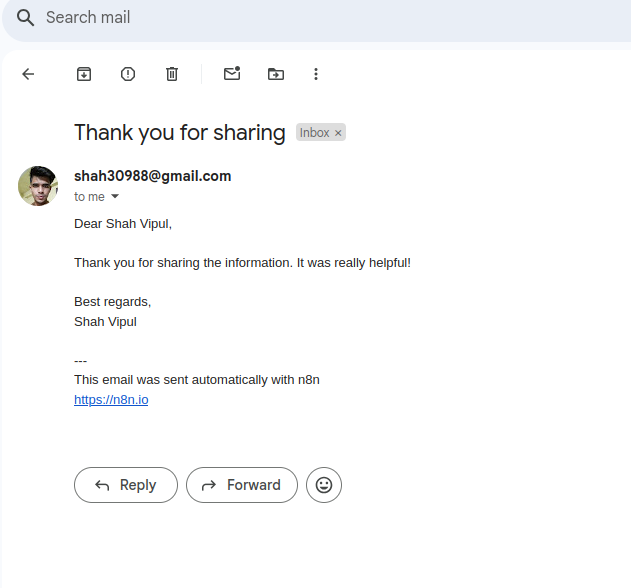 Search mail
Thank you for sharing Inbox ×
shah30988@gmail.com
to me
Dear Shah Vipul,
Thank you for sharing the information. It was really helpful!
Best regards,
Shah Vipul
---
This email was sent automatically with n8n
https://n8n.io
Reply Forward